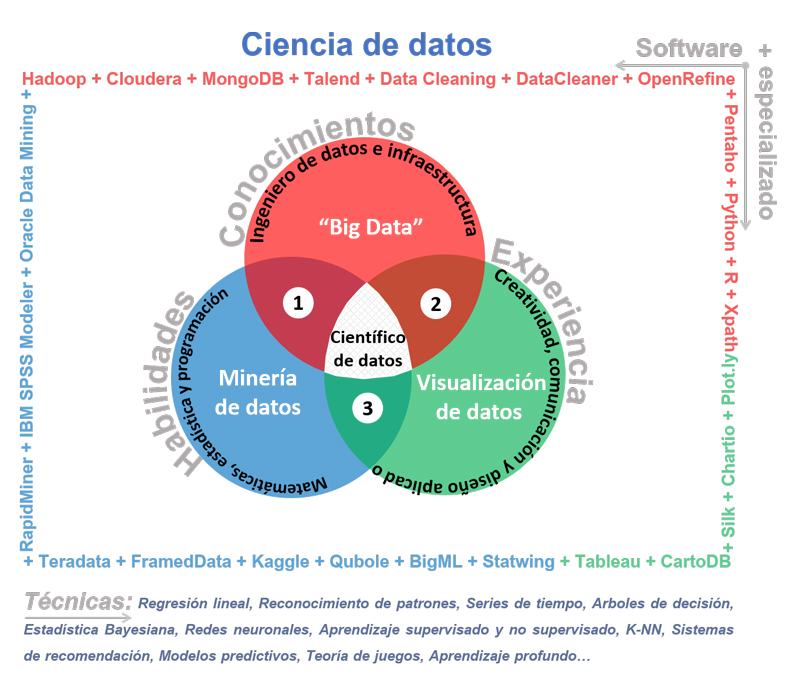 Ciencia de datos
Software + especializado
Hadoop + Cloudera + MongoDB + Talend + Data Cleaning + DataCleaner + OpenRefine
+ Pentaho + Python + R + Xpath
Plot.ly + Chartio + Silk +
RapidMiner + IBM SPSS Modeler + Oracle Data Mining +
Conocimientos
Ingeniero de datos e infraestructura
“Big Data”
Experiencia
Creatividad, comunicación y diseño aplicado
Habilidades
Matemáticas, estadística y programación
1
2
Científico
de datos
Minería
de datos
Visualización
de datos
3
+ Teradata + FramedData + Kaggle + Qubole + BigML + Statwing + Tableau + CartoDB
Técnicas: Regresión lineal, Reconocimiento de patrones, Series de tiempo, Arboles de decisión,
Estadística Bayesiana, Redes neuronales, Aprendizaje supervisado y no supervisado, K-NN, Sistemas
de recomendación, Modelos predictivos, Teoría de juegos, Aprendizaje profundo…